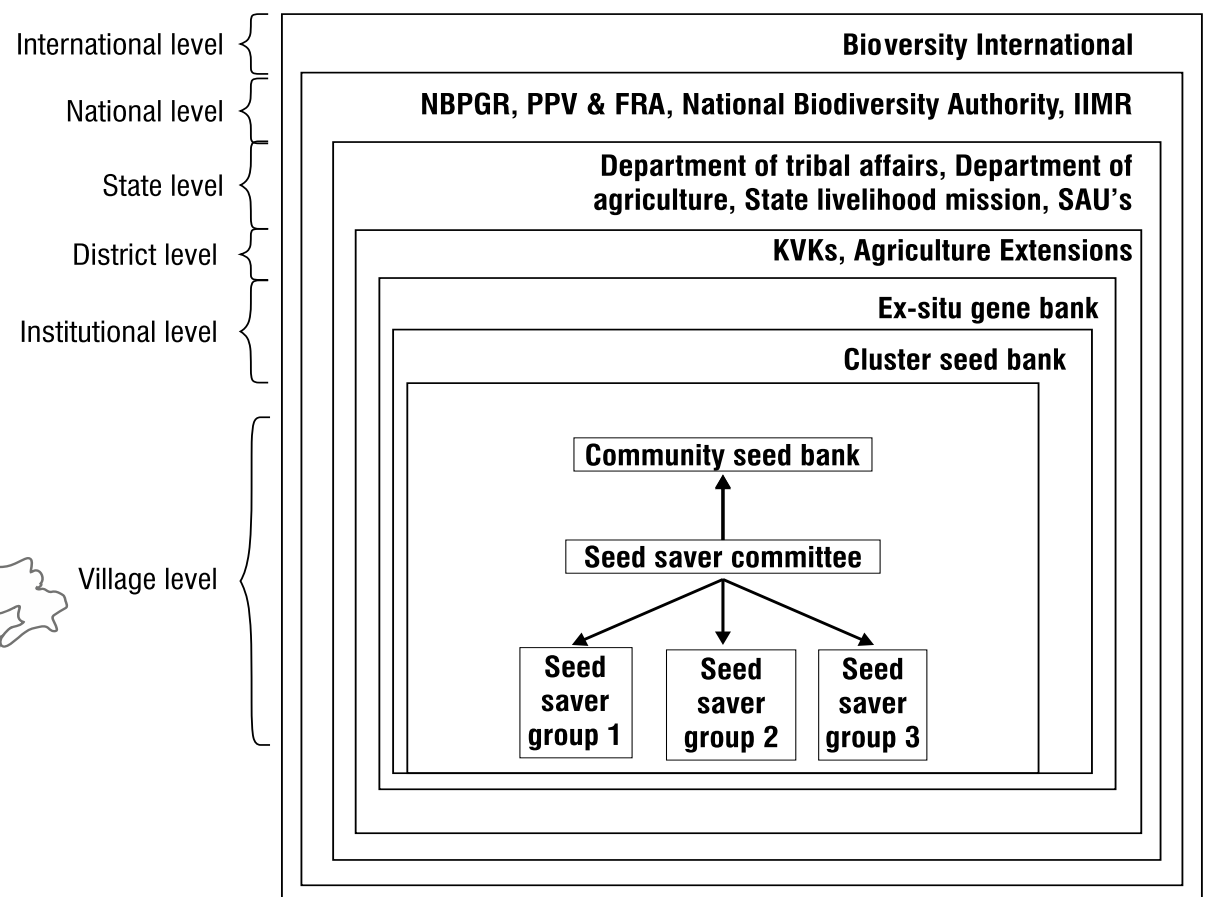 International level
Bioversity International
National level
NBPGR, PPV & FRA, National Biodiversity Authority, IIMR
State level
Department of tribal affairs, Department of
agriculture, State livelihood mission, SAU's
District level
KVKs, Agriculture Extensions
Institutional level
Ex-situ gene bank
Cluster seed bank
Village level
Community seed bank
Seed saver committee
Seed
saver
group 1
Seed
saver
group 2
Seed
saver
group 3